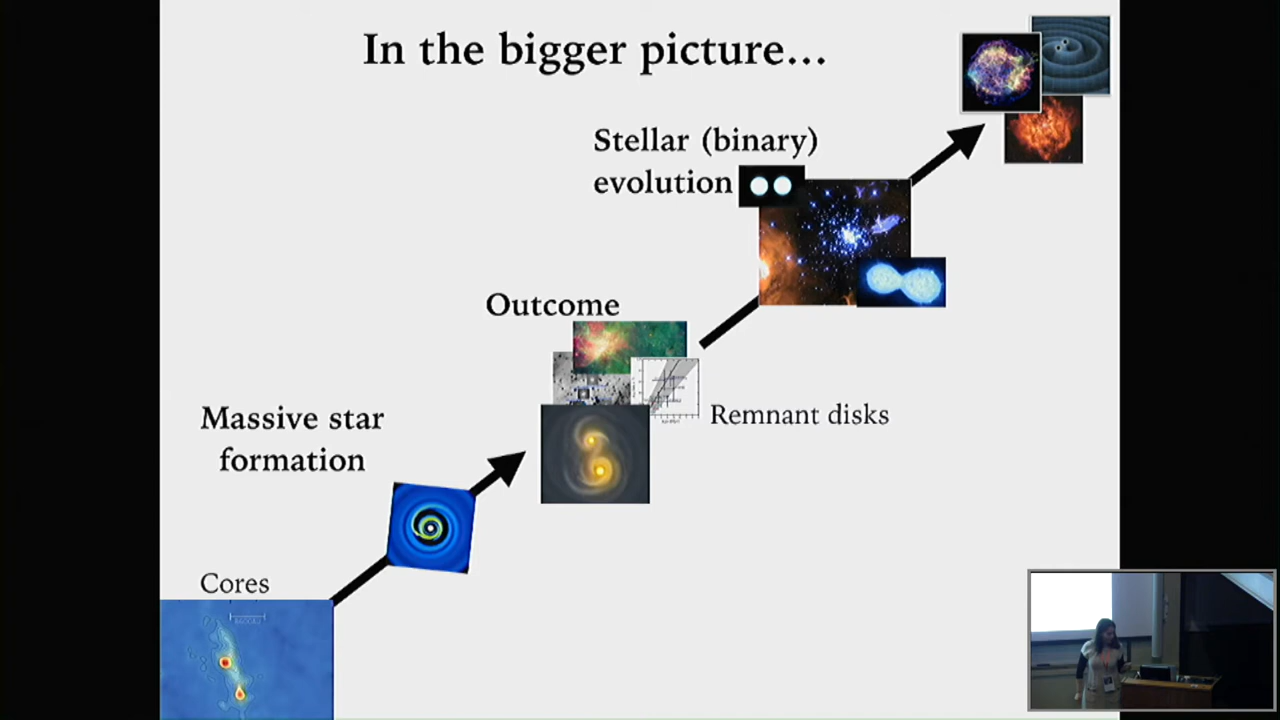 In the bigger picture...
Stellar (binary)
evolution
Outcome
Remnant disks
Massive star
formation
Cores